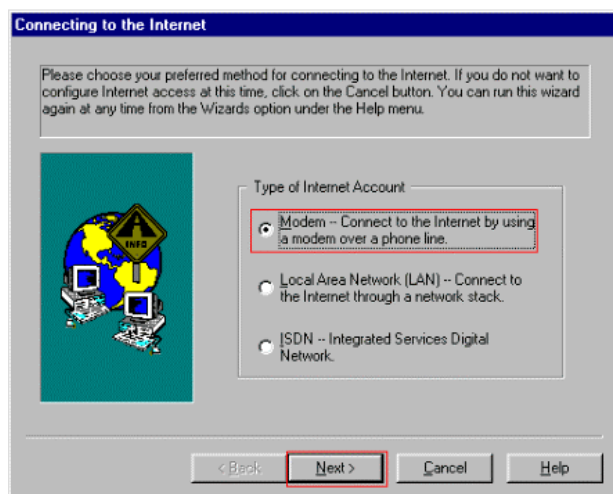 Connecting to the Internet
Please choose your preferred method for connecting to the Internet. If you do not want to
configure Internet access at this time, click on the Cancel button. You can run this wizard
again at any time from the Wizards option under the Help menu.
INFO
Type of Internet Account
Modem -- Connect to the Internet by using
a modem over a phone line.
Local Area Network (LAN) -- Connect to
the Internet through a network stack.
ISDN -- Integrated Services Digital
Network.
< Back
Next >
Cancel
Help